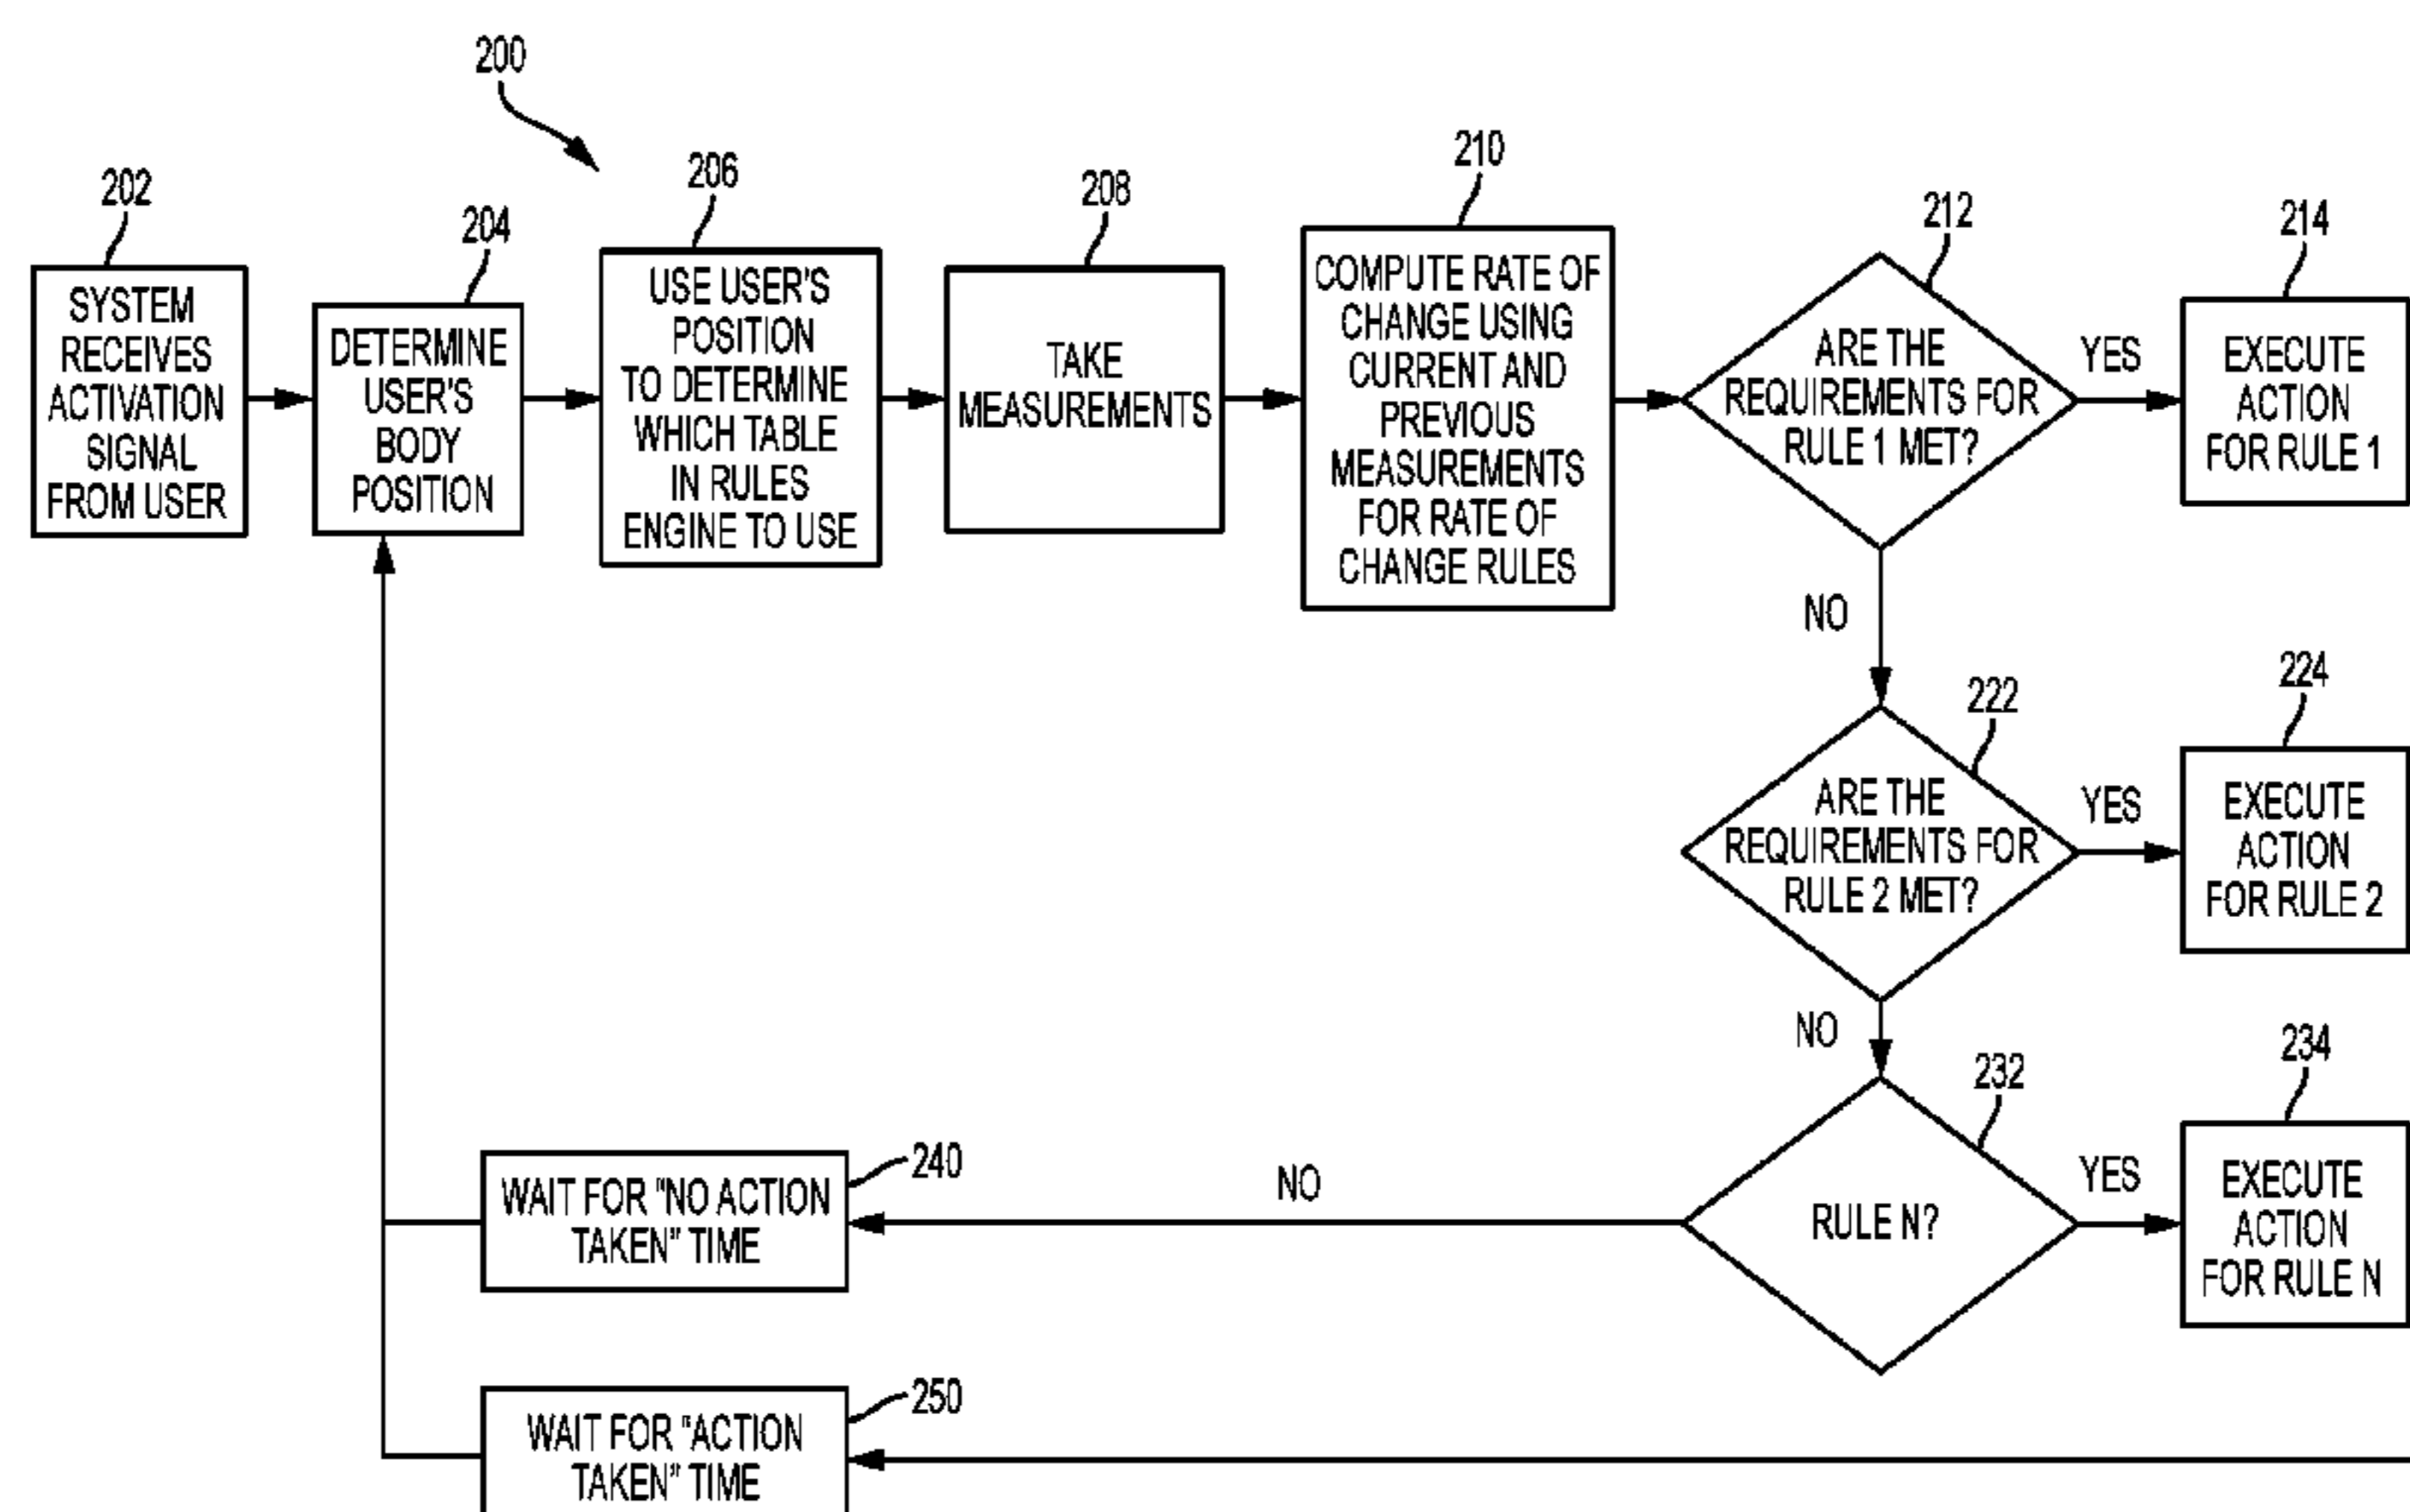 200
202
SYSTEM
RECEIVES
ACTIVATION
SIGNAL
FROM USER
204
DETERMINE
USER'S
BODY
POSITION
206
USE USER'S
POSITION
TO DETERMINE
WHICH TABLE
IN RULES
ENGINE TO USE
208
TAKE
MEASUREMENTS
210
COMPUTE RATE OF
CHANGE USING
CURRENT AND
PREVIOUS
MEASUREMENTS
FOR RATE OF
CHANGE RULES
212
ARE THE
REQUIREMENTS FOR
RULE 1 MET?
YES
214
EXECUTE
ACTION
FOR RULE 1
NO
222
ARE THE
REQUIREMENTS FOR
RULE 2 MET?
YES
224
EXECUTE
ACTION
FOR RULE 2
NO
232
RULE N?
YES
234
EXECUTE
ACTION
FOR RULE N
NO
240
WAIT FOR "NO ACTION
TAKEN" TIME
250
WAIT FOR "ACTION
TAKEN" TIME